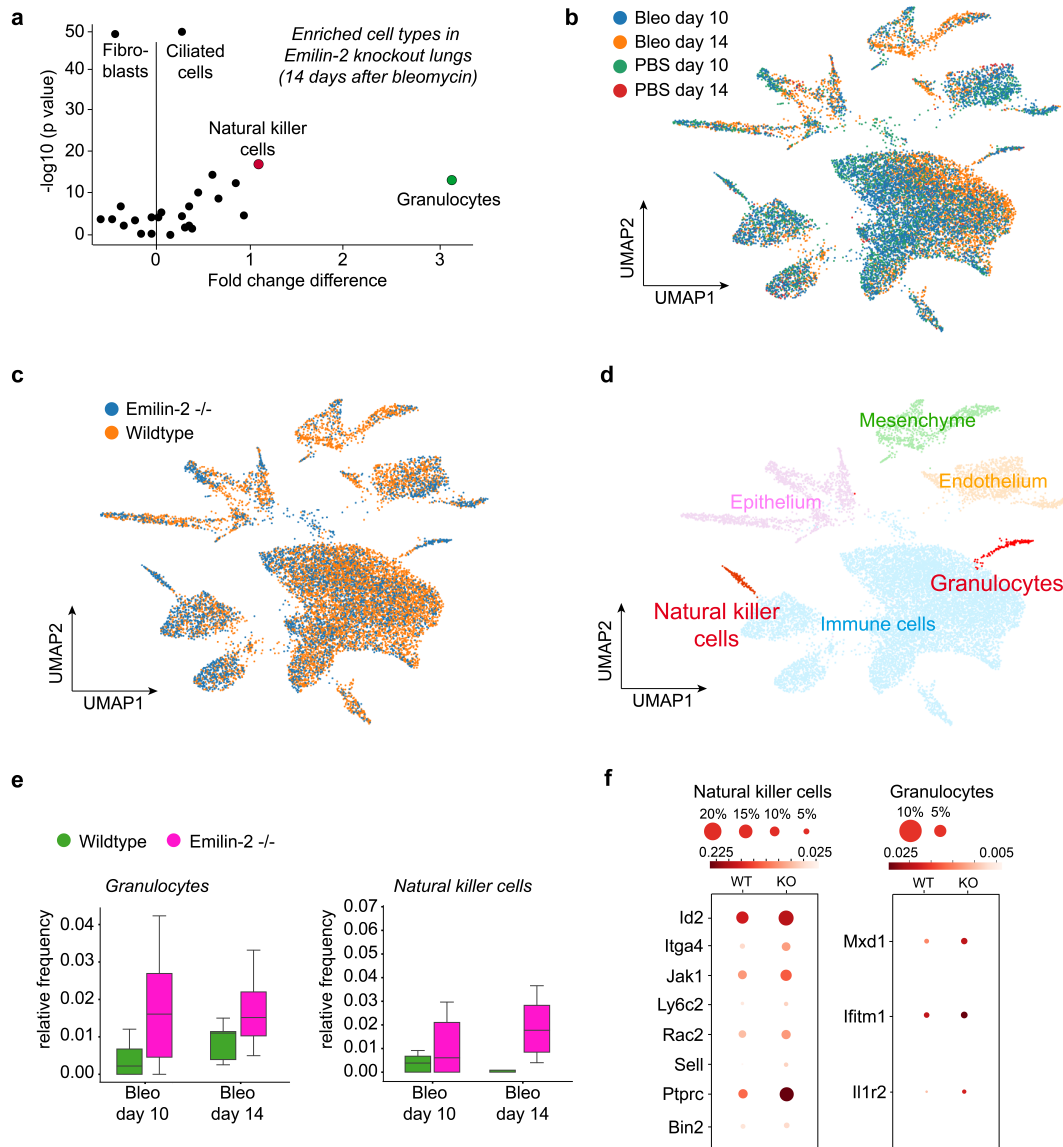 a
50
40
30
20
10
0
-log10 (p value)
Fibro-
blasts
Ciliated
cells
Enriched cell types in
Emilin-2 knockout lungs
(14 days after bleomycin)
Natural killer
cells
Granulocytes
0 1 2 3
Fold change difference
b
Bleo day 10
Bleo day 14
PBS day 10
PBS day 14
UMAP2
UMAP1
c
Emilin-2 -/-
Wildtype
UMAP2
UMAP1
d
Mesenchyme
Endothelium
Epithelium
Granulocytes
Natural killer
cells
Immune cells
UMAP2
UMAP1
e
Wildtype Emilin-2 -/-
Granulocytes
relative frequency
0.04
0.03
0.02
0.01
0.00
Bleo
day 10
Bleo
day 14
Natural killer cells
relative frequency
0.07
0.06
0.05
0.04
0.03
0.02
0.01
0.00
Bleo
day 10
Bleo
day 14
f
Natural killer cells
20% 15% 10% 5%
0.225 0.025
WT KO
Id2
Itga4
Jak1
Ly6c2
Rac2
Sell
Ptprc
Bin2
Granulocytes
10% 5%
0.025 0.005
WT KO
Mxd1
Ifitm1
Il1r2